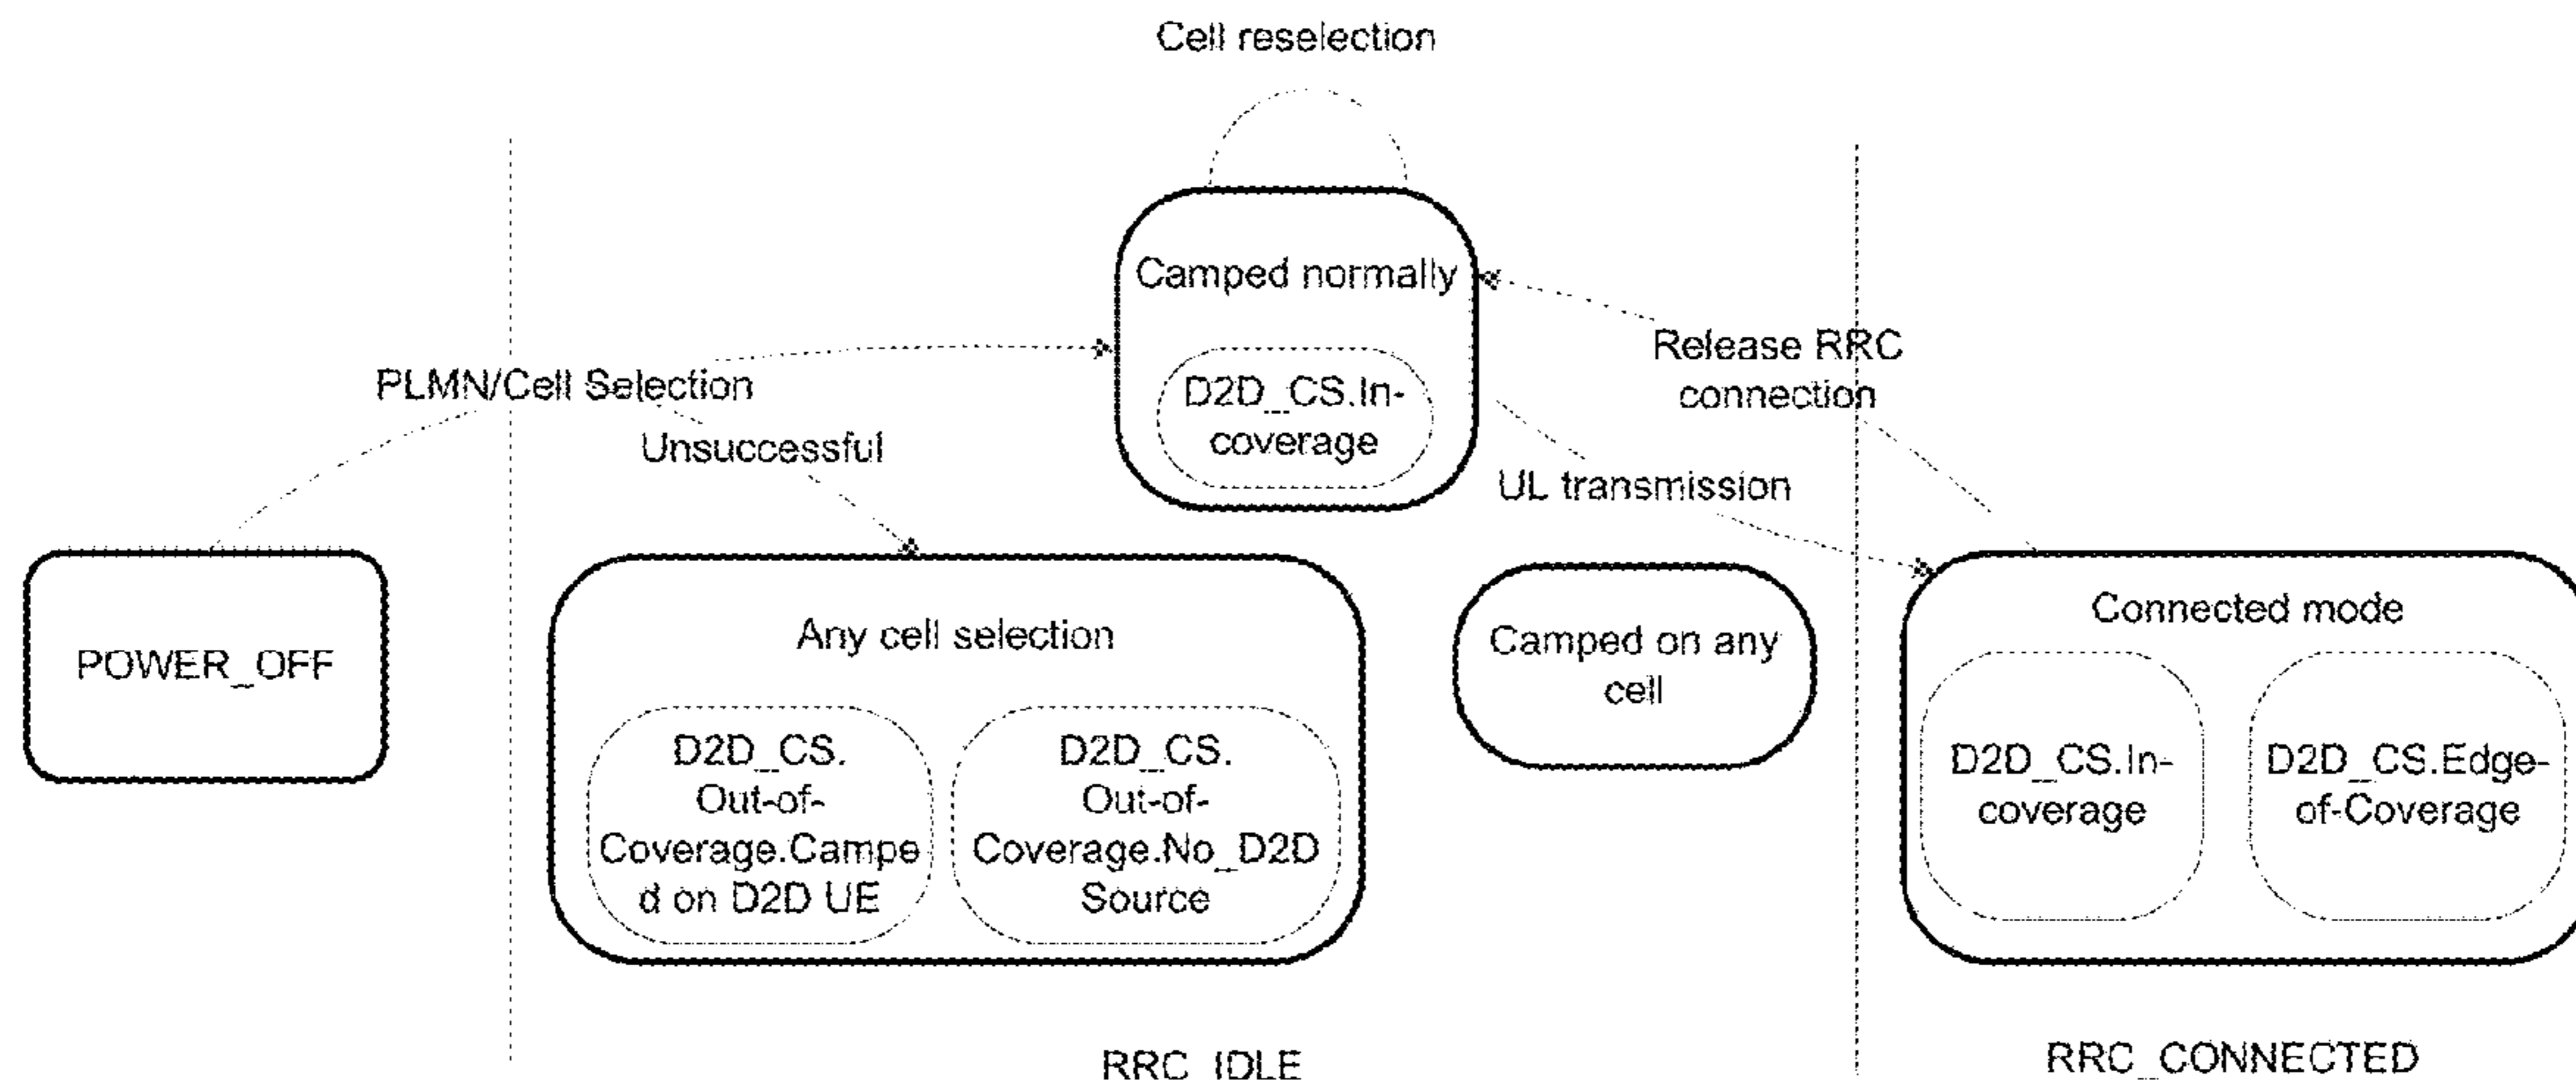 Cell reselection
Camped normally
D2D_CS.In-
coverage
PLMN/Cell Selection
Unsuccessful
Release RRC
connection
UL transmission
POWER_OFF
Any cell selection
D2D_CS.
Out-of-
Coverage.Campe
d on D2D UE
D2D_CS.
Out-of-
Coverage.No_D2D
Source
Camped on any
cell
Connected mode
D2D_CS.In-
coverage
D2D_CS.Edge-
of-Coverage
RRC_IDLE
RRC_CONNECTED